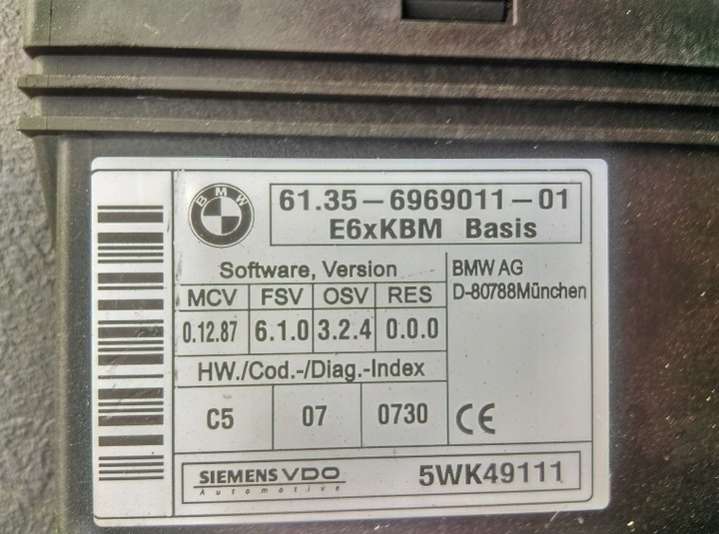 BMW
61.35-6969011-01
E6xKBM Basis
Software, Version
BMW AG
D-80788München
MCV FSV OSV RES
0.12.87 6.1.0 3.2.4 0.0.0
HW./Cod.-/Diag.-Index
C5 07 0730 CE
SIEMENS VDO 5WK49111
Automotive